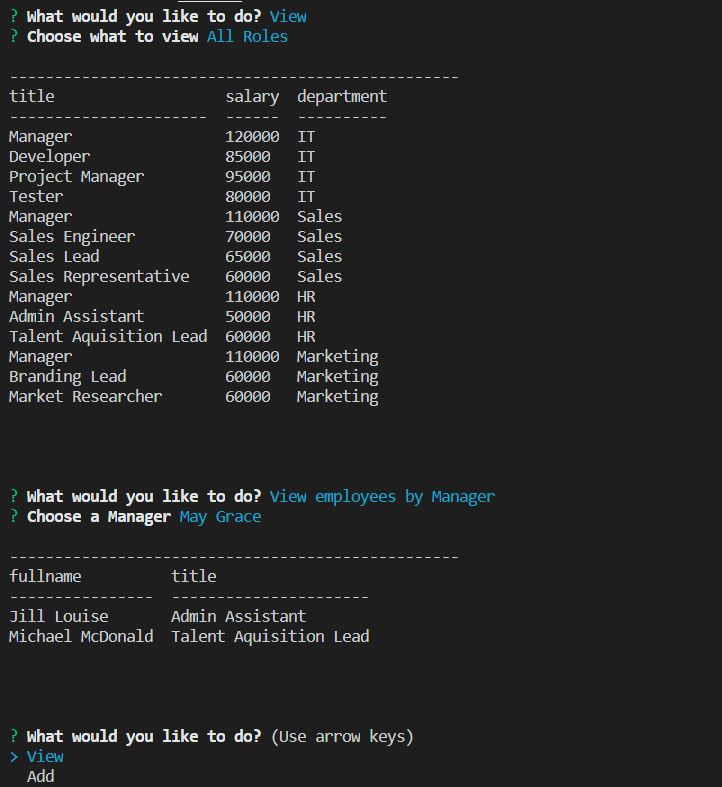 ? What would you like to do? View
? Choose what to view All Roles
--------------------------------------------------
title                   salary  department
----------------------  ------  ----------
Manager                 120000  IT
Developer               85000   IT
Project Manager         95000   IT
Tester                  80000   IT
Manager                 110000  Sales
Sales Engineer          70000   Sales
Sales Lead              65000   Sales
Sales Representative    60000   Sales
Manager                 110000  HR
Admin Assistant         50000   HR
Talent Aquisition Lead  60000   HR
Manager                 110000  Marketing
Branding Lead           60000   Marketing
Market Researcher       60000   Marketing
? What would you like to do? View employees by Manager
? Choose a Manager May Grace
--------------------------------------------------
fullname          title
----------------  ----------------------
Jill Louise       Admin Assistant
Michael McDonald  Talent Aquisition Lead
? What would you like to do? (Use arrow keys)
> View
  Add